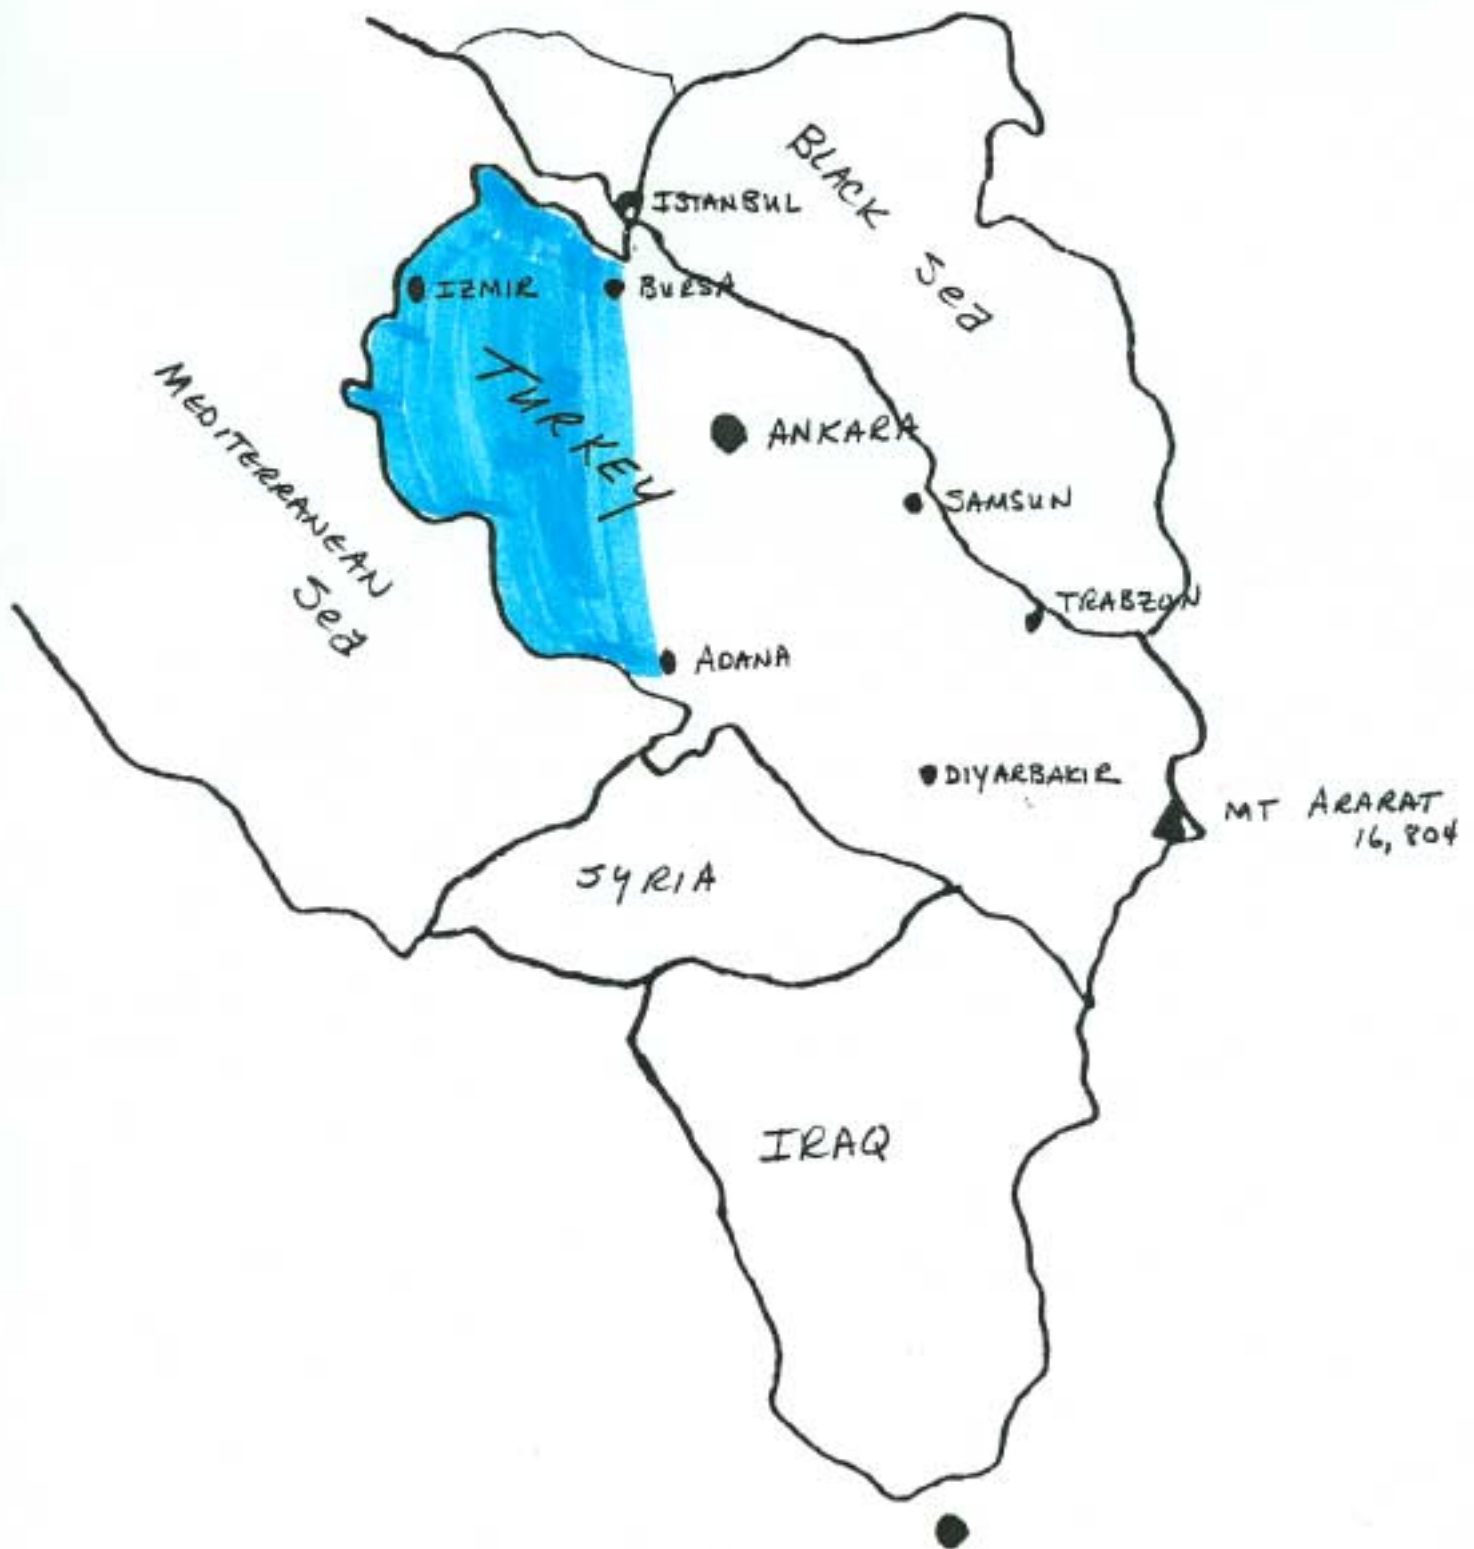 BLACK
Sea
ISTANBUL
IZMIR
BURSA
TURKEY
MEDITERRANEAN
Sea
ANKARA
SAMSUN
TRABZON
ADANA
DIYARBAKIR
MT ARARAT
16,804
SYRIA
IRAQ